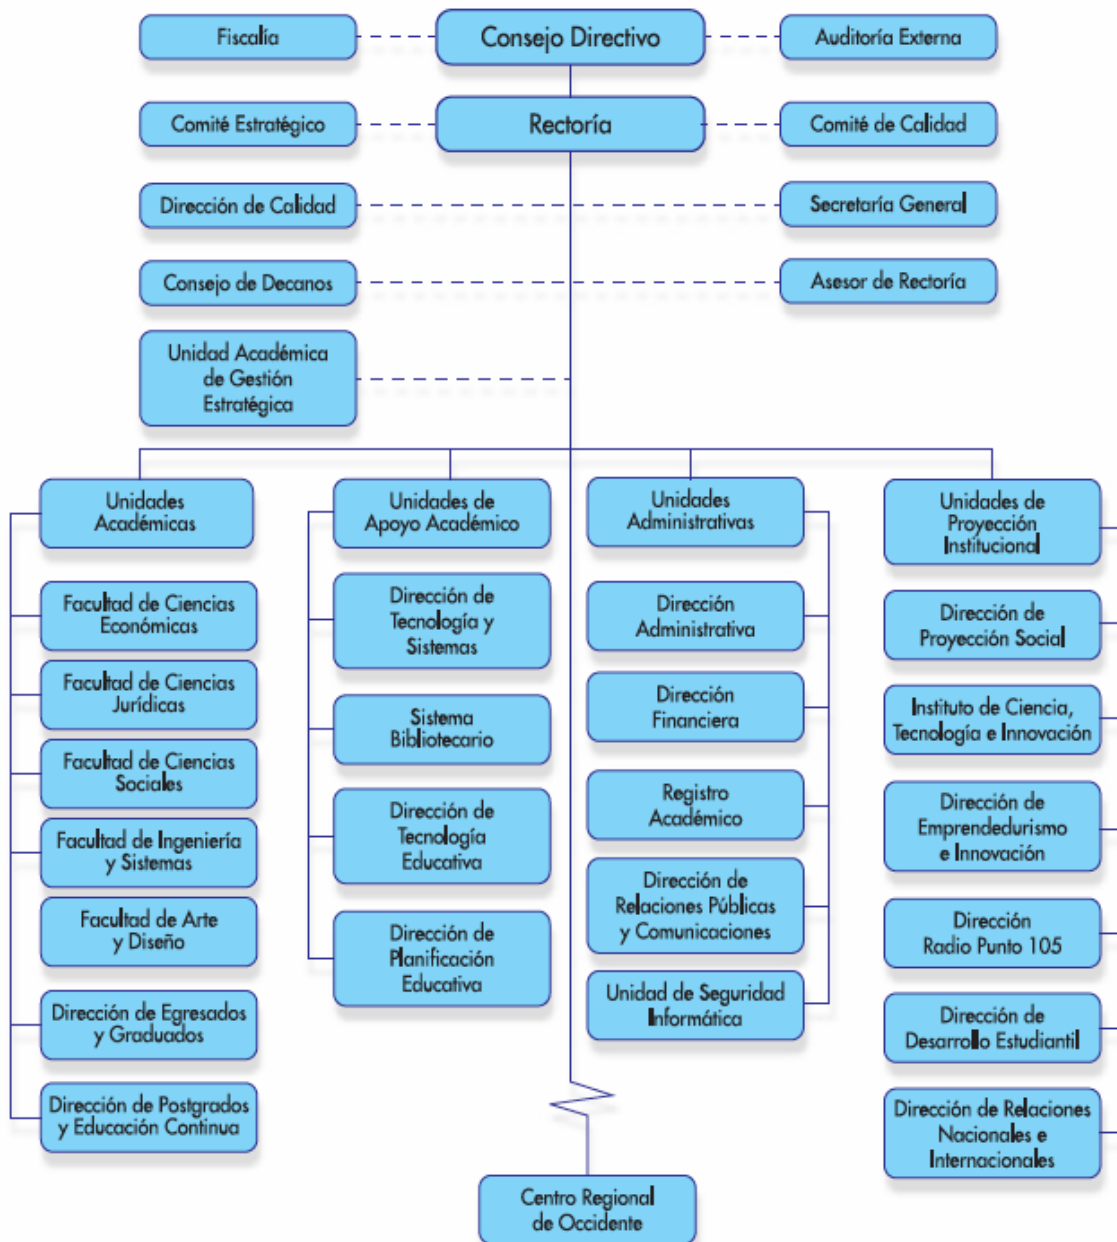 Fiscalía
Consejo Directivo
Auditoría Externa
Comité Estratégico
Rectoría
Comité de Calidad
Dirección de Calidad
Secretaría General
Consejo de Decanos
Asesor de Rectoría
Unidad Académica
de Gestión
Estratégica
Unidades
Académicas
Facultad de Ciencias
Económicas
Facultad de Ciencias
Jurídicas
Facultad de Ciencias
Sociales
Facultad de Ingeniería
y Sistemas
Facultad de Arte
y Diseño
Dirección de Egresados
y Graduados
Dirección de Postgrados
y Educación Continua
Unidades de
Apoyo Académico
Dirección de
Tecnología y
Sistemas
Sistema
Bibliotecario
Dirección de
Tecnología
Educativa
Dirección de
Planificación
Educativa
Unidades
Administrativas
Dirección
Administrativa
Dirección
Financiera
Registro
Académico
Dirección de
Relaciones Públicas
y Comunicaciones
Unidad de Seguridad
Informática
Unidades de
Proyección
Institucional
Dirección de
Proyección Social
Instituto de Ciencia,
Tecnología e Innovación
Dirección de
Emprendedurismo
e Innovación
Dirección
Radio Punto 105
Dirección de
Desarrollo Estudiantil
Dirección de Relaciones
Nacionales e
Internacionales
Centro Regional
de Occidente